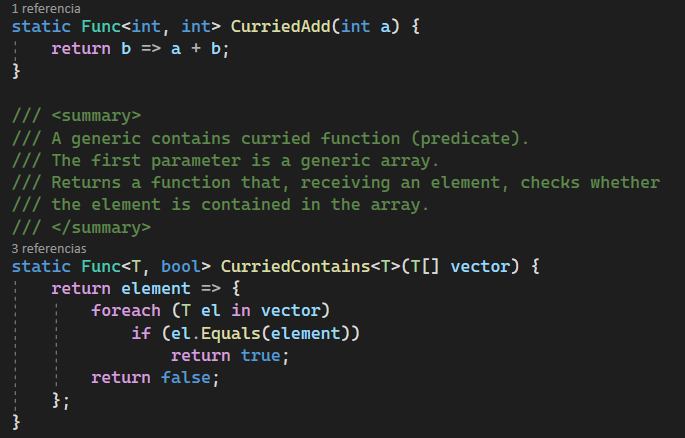 1 referencia
static Func<int, int> CurriedAdd(int a) {
    return b => a + b;
}
/// <summary>
/// A generic contains curried function (predicate).
/// The first parameter is a generic array.
/// Returns a function that, receiving an element, checks whether
/// the element is contained in the array.
/// </summary>
3 referencias
static Func<T, bool> CurriedContains<T>(T[] vector) {
    return element => {
        foreach (T el in vector)
            if (el.Equals(element))
                return true;
        return false;
    };
}